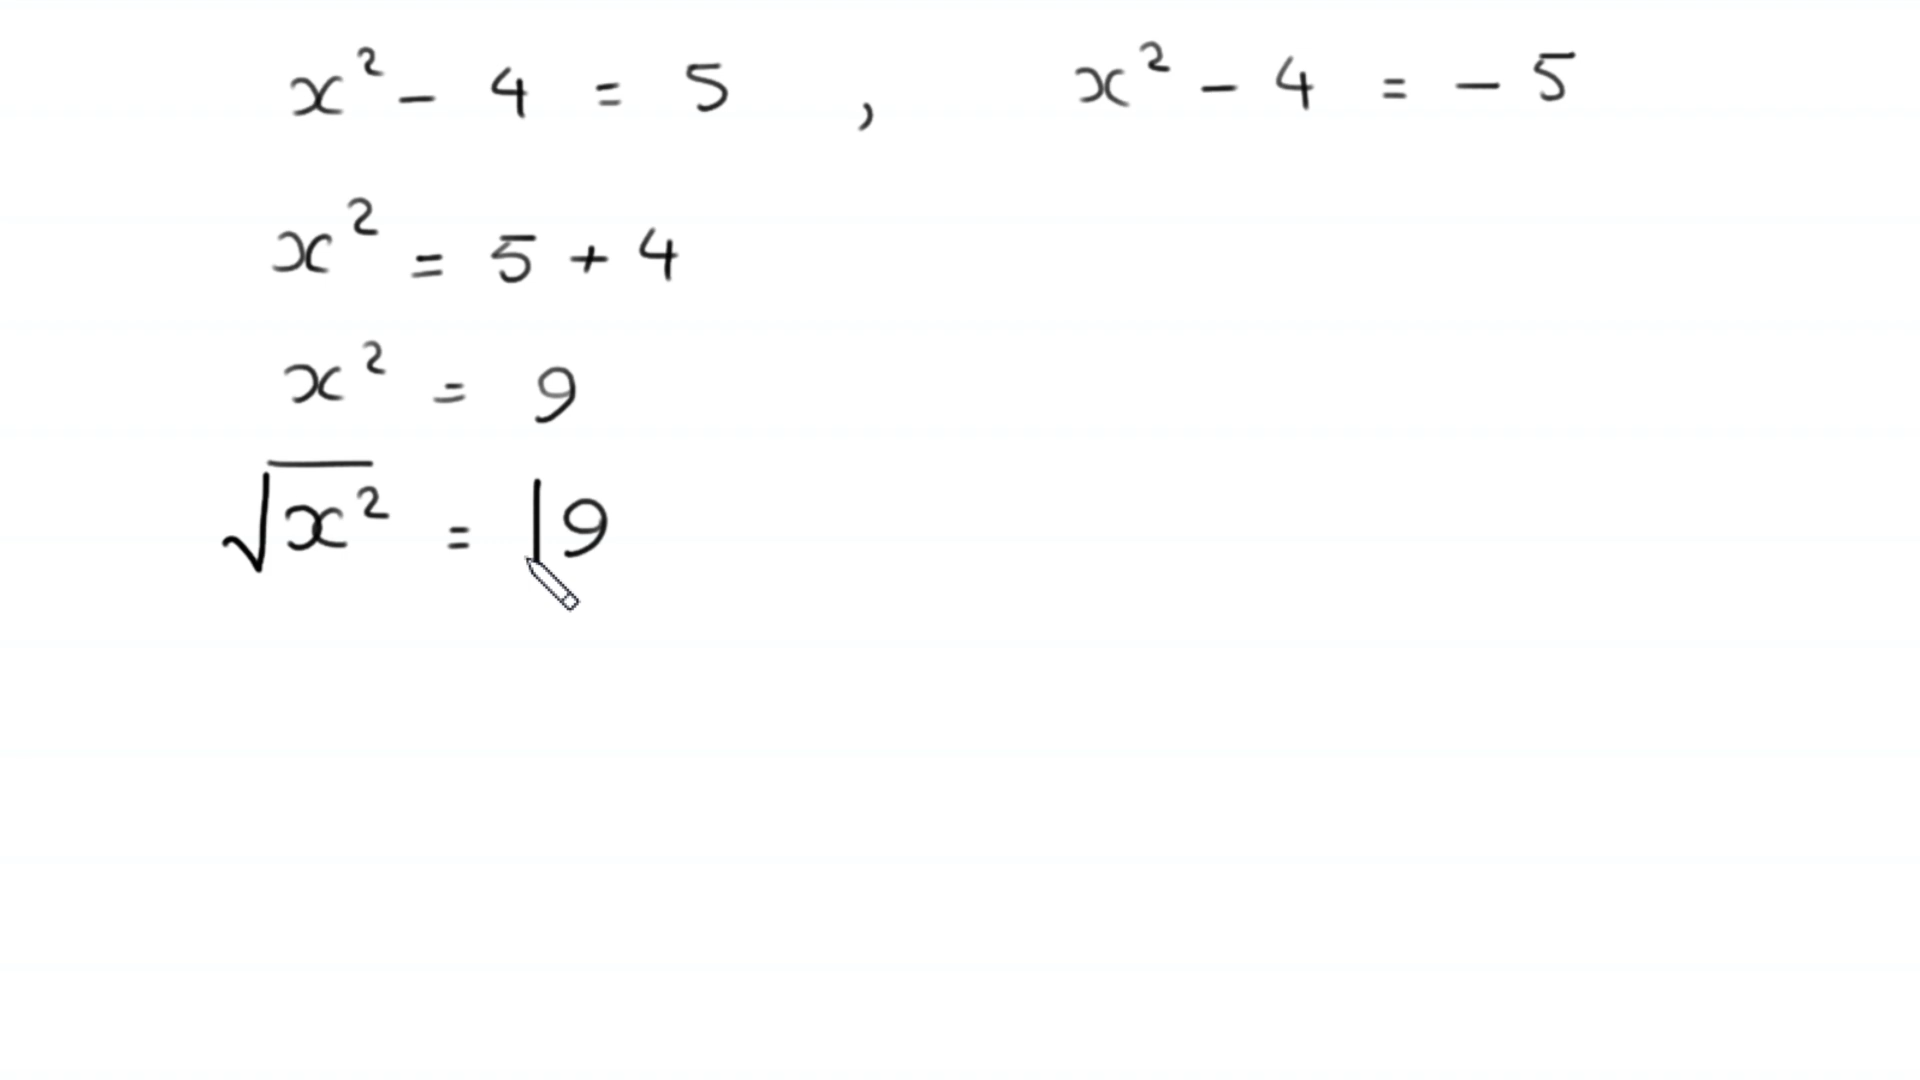 x² - 4 = 5 , x² - 4 = - 5
x² = 5 + 4
x² = 9
√x² = |9